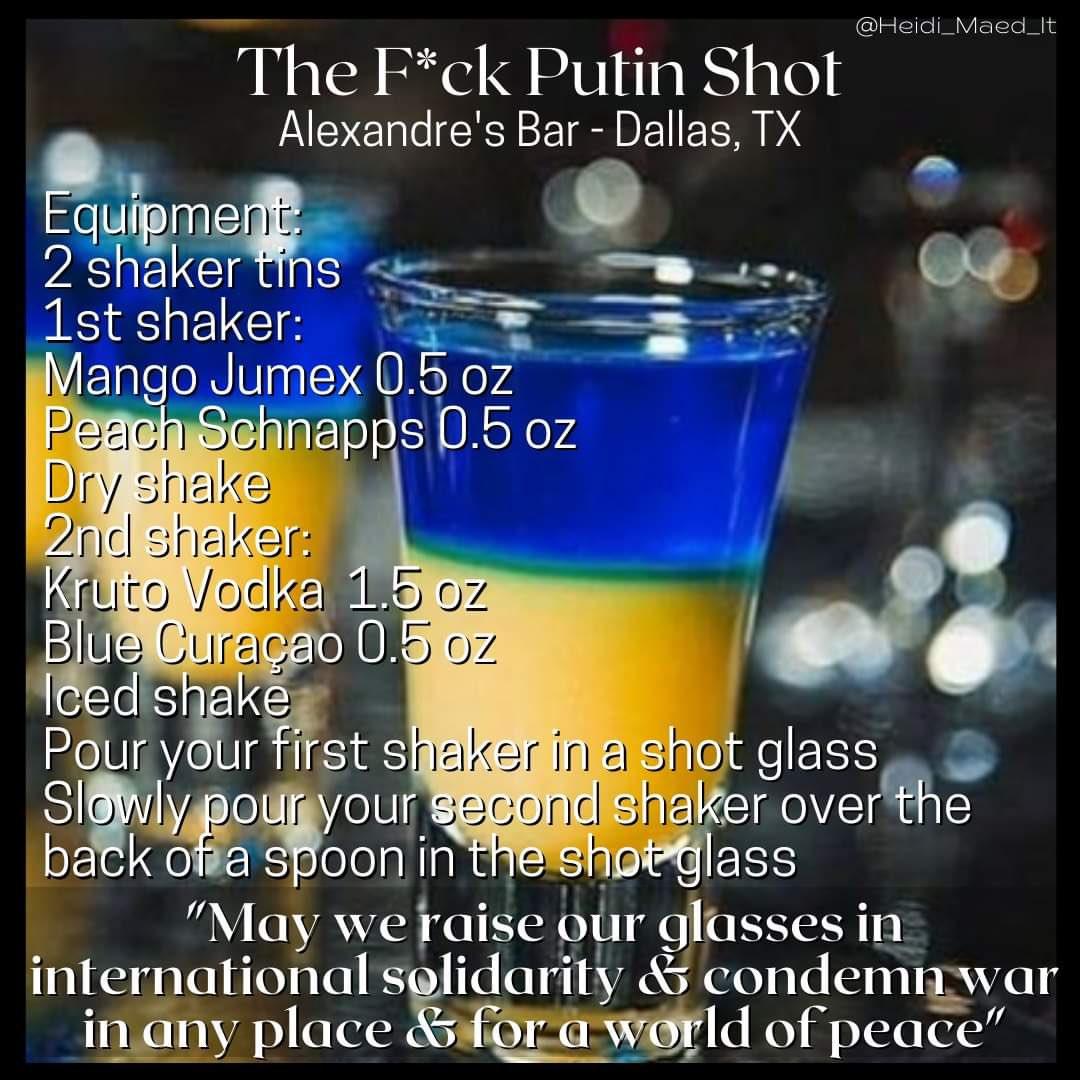 @Heidi_Maed_It
The F*ck Putin Shot
Alexandre's Bar - Dallas, TX
Equipment:
2 shaker tins
1st shaker:
Mango Jumex 0.5 oz
Peach Schnapps 0.5 oz
Dry shake
2nd shaker:
Kruto Vodka 1.5 oz
Blue Curaçao 0.5 oz
Iced shake
Pour your first shaker in a shot glass
Slowly pour your second shaker over the
back of a spoon in the shot glass
"May we raise our glasses in
international solidarity & condemn war
in any place & for a world of peace"